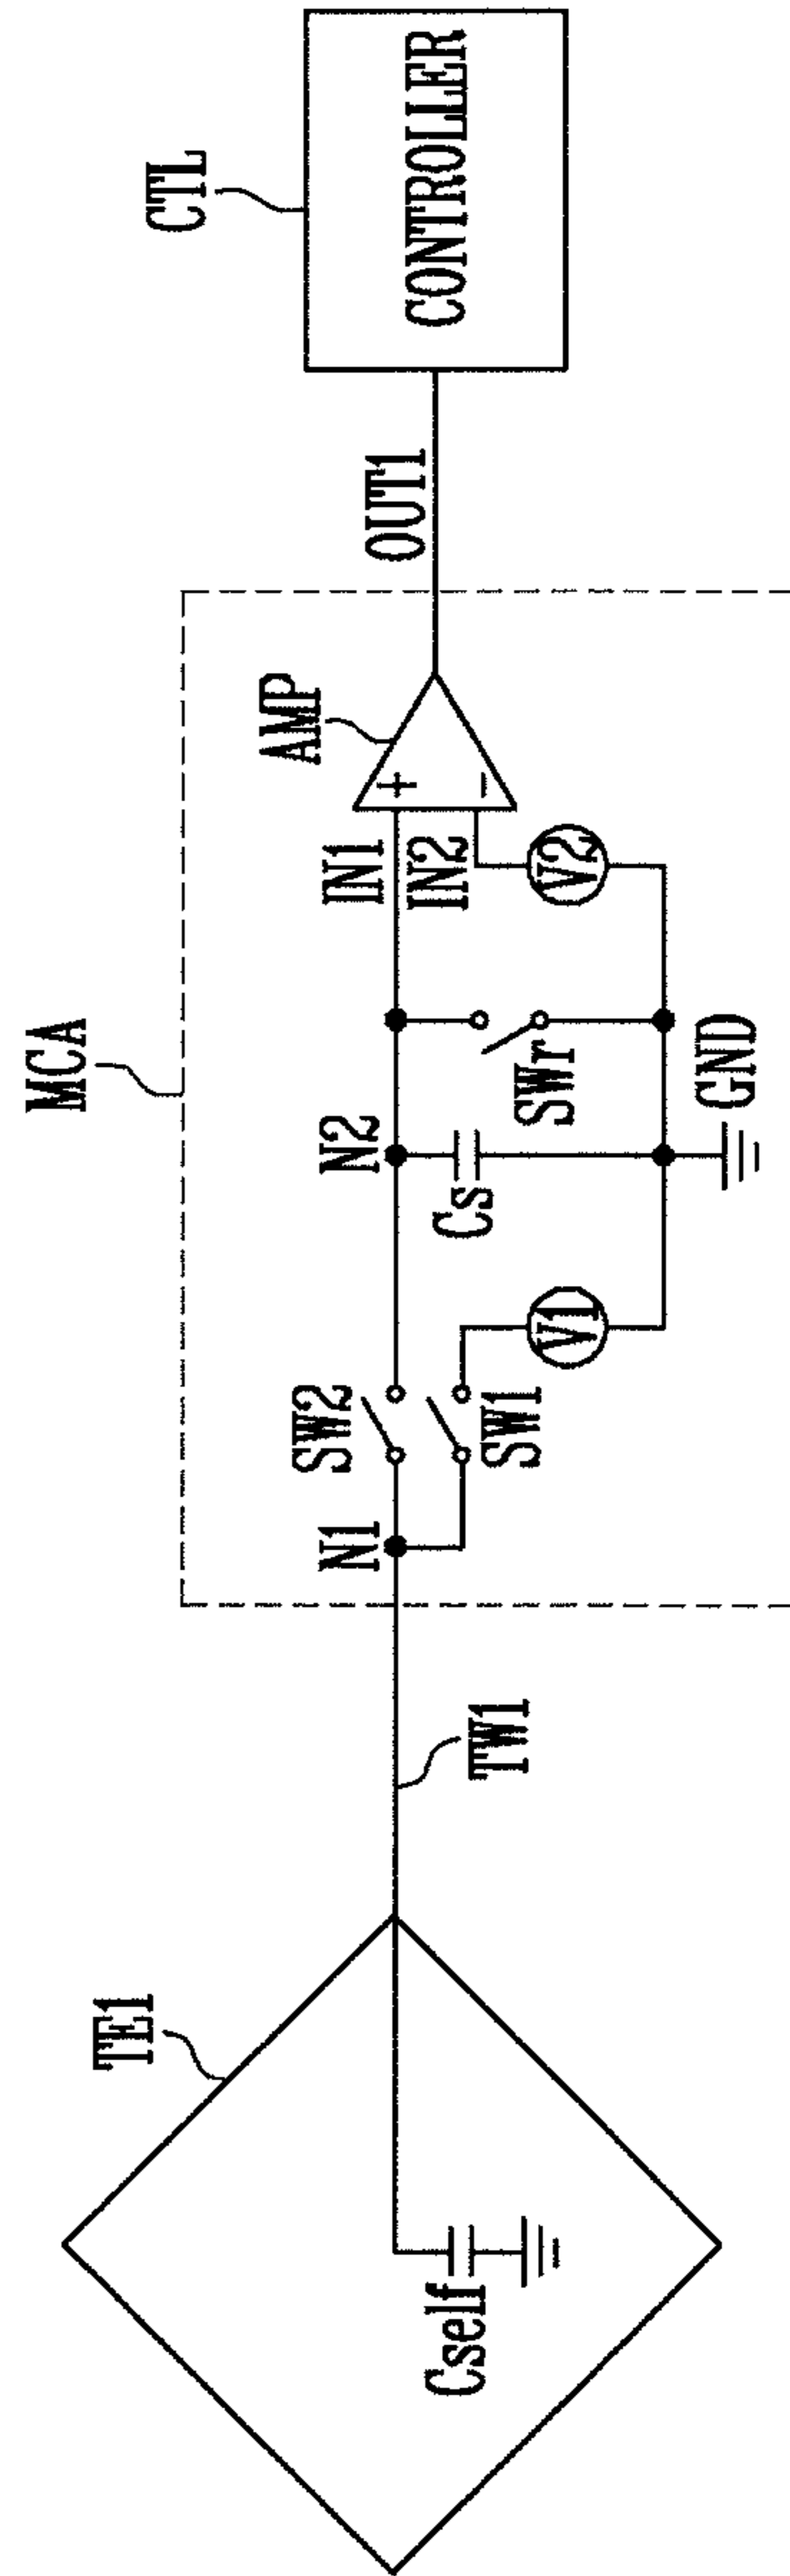 TE1
Cself
TW1
MCA
N1
SW2
SW1
V1
N2
Cs
SWr
GND
IN1
IN2
V2
AMP
+
−
OUT1
CTL
CONTROLLER